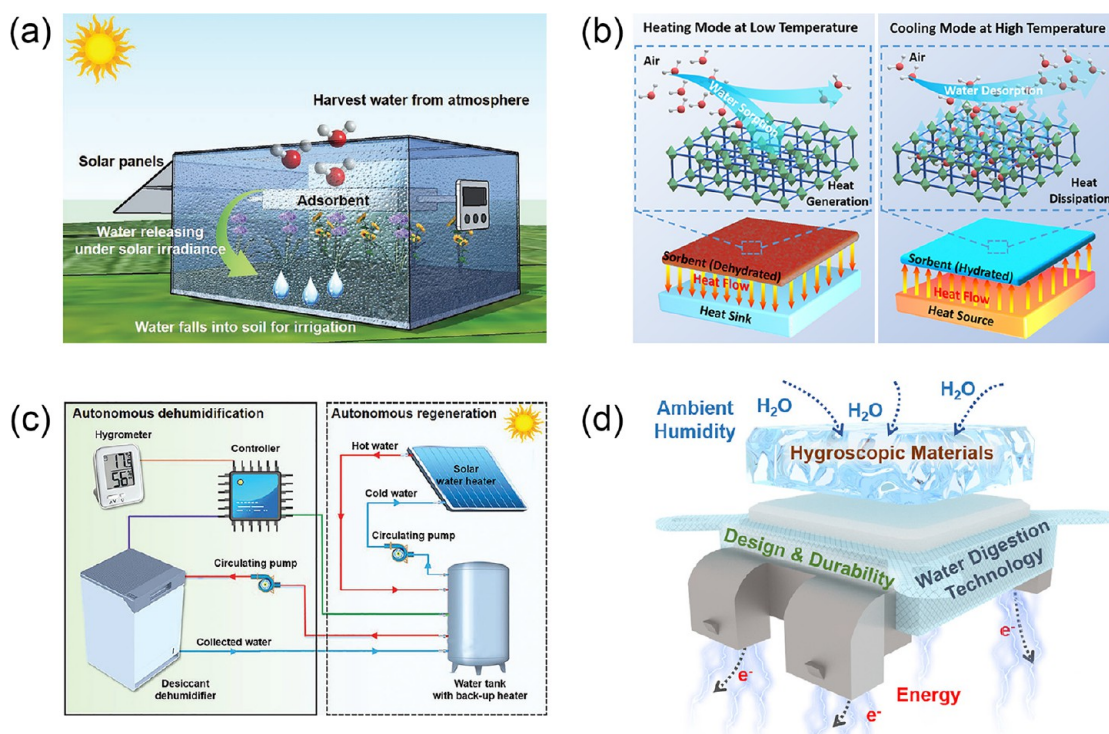 (a)
Harvest water from atmosphere
Solar panels
Adsorbent
Water releasing
under solar irradiance
Water falls into soil for irrigation
(b)
Heating Mode at Low Temperature
Air
Water Sorption
Heat
Generation
Sorbent (Dehydrated)
Heat Flow
Heat Sink
Cooling Mode at High Temperature
Air
Water Desorption
Heat
Dissipation
Sorbent (Hydrated)
Heat Flow
Heat Source
(c)
Autonomous dehumidification
Hygrometer
Controller
Circulating pump
Collected water
Desiccant
dehumidifier
Autonomous regeneration
Hot water
Solar
water heater
Cold water
Circulating pump
Water tank
with back-up heater
(d)
Ambient
Humidity
H₂O
H₂O
H₂O
Hygroscopic Materials
Design & Durability
Water Digestion
Technology
e⁻
e⁻
e⁻
Energy